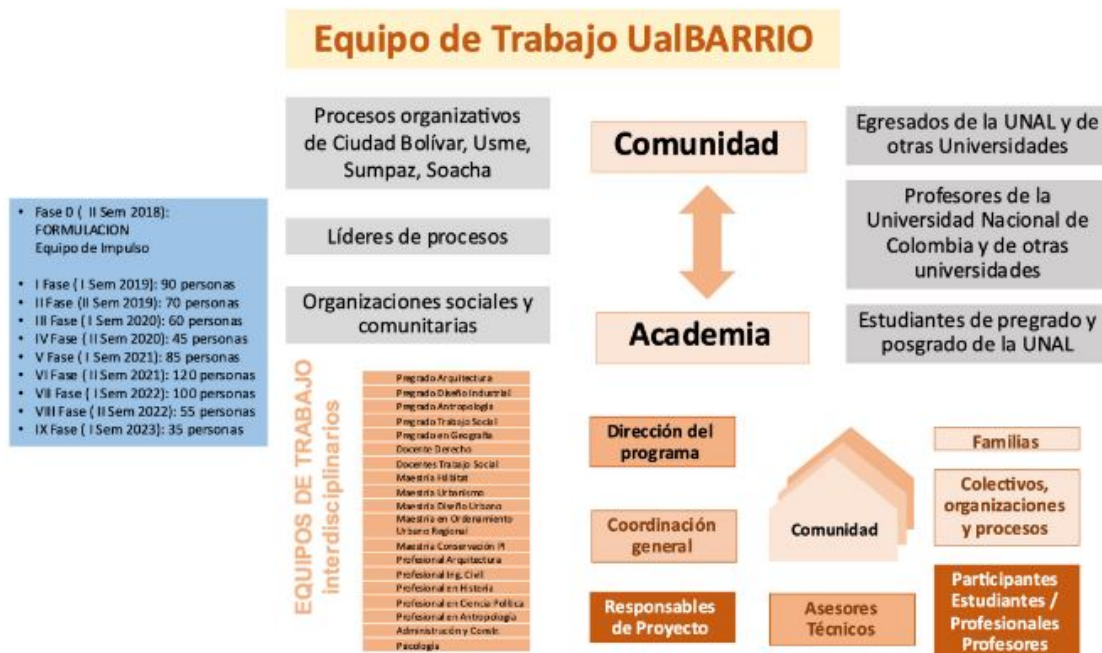 Equipo de Trabajo UalBARRIO
Procesos organizativos
de Ciudad Bolívar, Usme,
Sumpaz, Soacha
Líderes de procesos
Organizaciones sociales y
comunitarias
Comunidad
Academia
Egresados de la UNAL y de
otras Universidades
Profesores de la
Universidad Nacional de
Colombia y de otras
universidades
Estudiantes de pregrado y
posgrado de la UNAL
• Fase 0 ( II Sem 2018):
FORMULACION
Equipo de Impulso
• I Fase ( I Sem 2019): 90 personas
• II Fase (II Sem 2019): 70 personas
• III Fase ( I Sem 2020): 60 personas
• IV Fase ( II Sem 2020): 45 personas
• V Fase ( I Sem 2021): 85 personas
• VI Fase ( II Sem 2021): 120 personas
• VII Fase ( I Sem 2022): 100 personas
• VIII Fase ( II Sem 2022): 55 personas
• IX Fase ( I Sem 2023): 35 personas
EQUIPOS DE TRABAJO
interdisciplinarios
Pregrado Arquitectura
Pregrado Diseño Industrial
Pregrado Antropología
Pregrado Trabajo Social
Pregrado en Geografía
Docente Derecho
Docentes Trabajo Social
Maestría Hábitat
Maestría Urbanismo
Maestría Diseño Urbano
Maestría en Ordenamiento
Urbano Regional
Maestría Conservación PI
Profesional Arquitectura
Profesional Ing. Civil
Profesional en Historia
Profesional en Ciencia Política
Profesional en Antropología
Administración y Constr.
Psicología
Dirección del
programa
Coordinación
general
Responsables
de Proyecto
Comunidad
Asesores
Técnicos
Familias
Colectivos,
organizaciones
y procesos
Participantes
Estudiantes /
Profesionales
Profesores